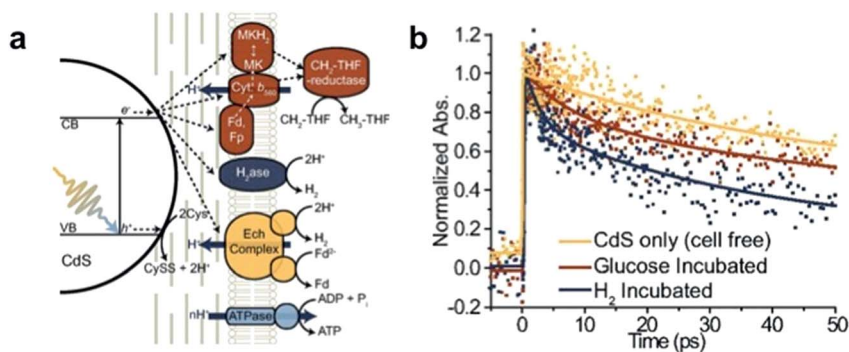 a
e⁻
CB
VB
h⁺
CdS
2Cys
CySS + 2H⁺
H⁺
MKH₂
MK
Cyt. b₅₆₀
Fd,
Fp
CH₂-THF
-reductase
CH₂-THF
CH₃-THF
H₂ase
2H⁺
H₂
H⁺
Ech
Complex
2H⁺
H₂
Fd²⁻
Fd
nH⁺
ATPase
ADP + Pᵢ
ATP
b
Normalized Abs.
1.2
1.0
0.8
0.6
0.4
0.2
0.0
-0.2
CdS only (cell free)
Glucose Incubated
H₂ Incubated
0
10
20
30
40
50
Time (ps)